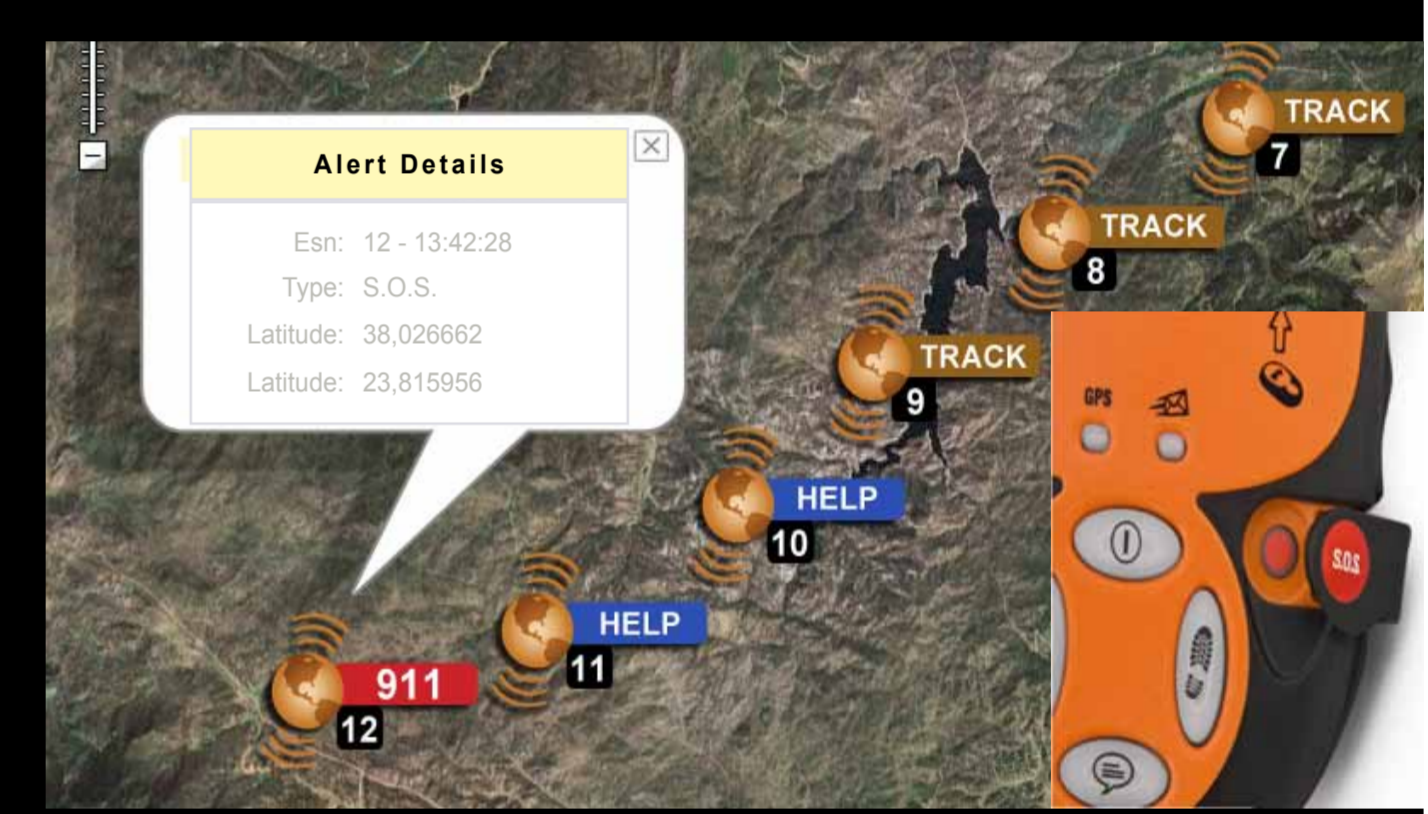 Alert Details
Esn: 12 - 13:42:28
Type: S.O.S.
Latitude: 38,026662
Latitude: 23,815956
TRACK
7
TRACK
8
TRACK
9
HELP
10
HELP
11
911
12
GPS
S.O.S.